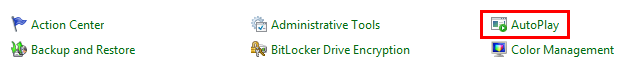 Action Center Administrative Tools AutoPlay
Backup and Restore BitLocker Drive Encryption Color Management